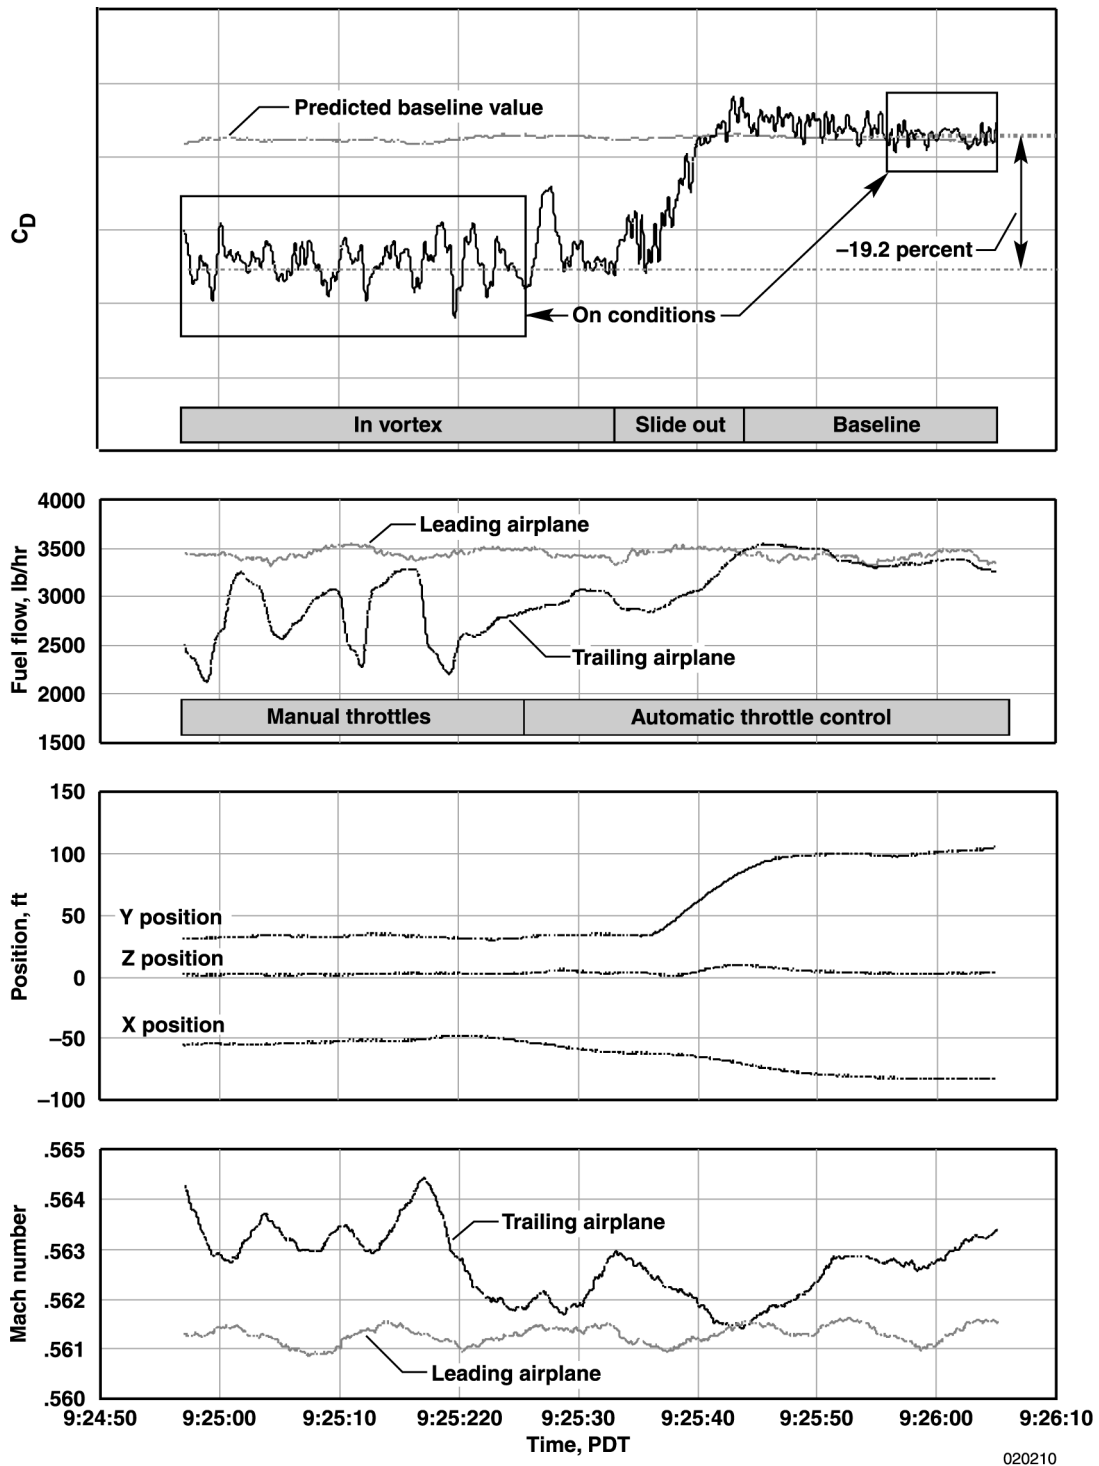 Predicted baseline value
CD
–19.2 percent
On conditions
In vortex
Slide out
Baseline
4000
3500
3000
2500
2000
1500
Fuel flow, lb/hr
Leading airplane
Trailing airplane
Manual throttles
Automatic throttle control
150
100
50
0
–50
–100
Position, ft
Y position
Z position
X position
.565
.564
.563
.562
.561
.560
Mach number
Trailing airplane
Leading airplane
9:24:50 9:25:00 9:25:10 9:25:220 9:25:30 9:25:40 9:25:50 9:26:00 9:26:10
Time, PDT
020210